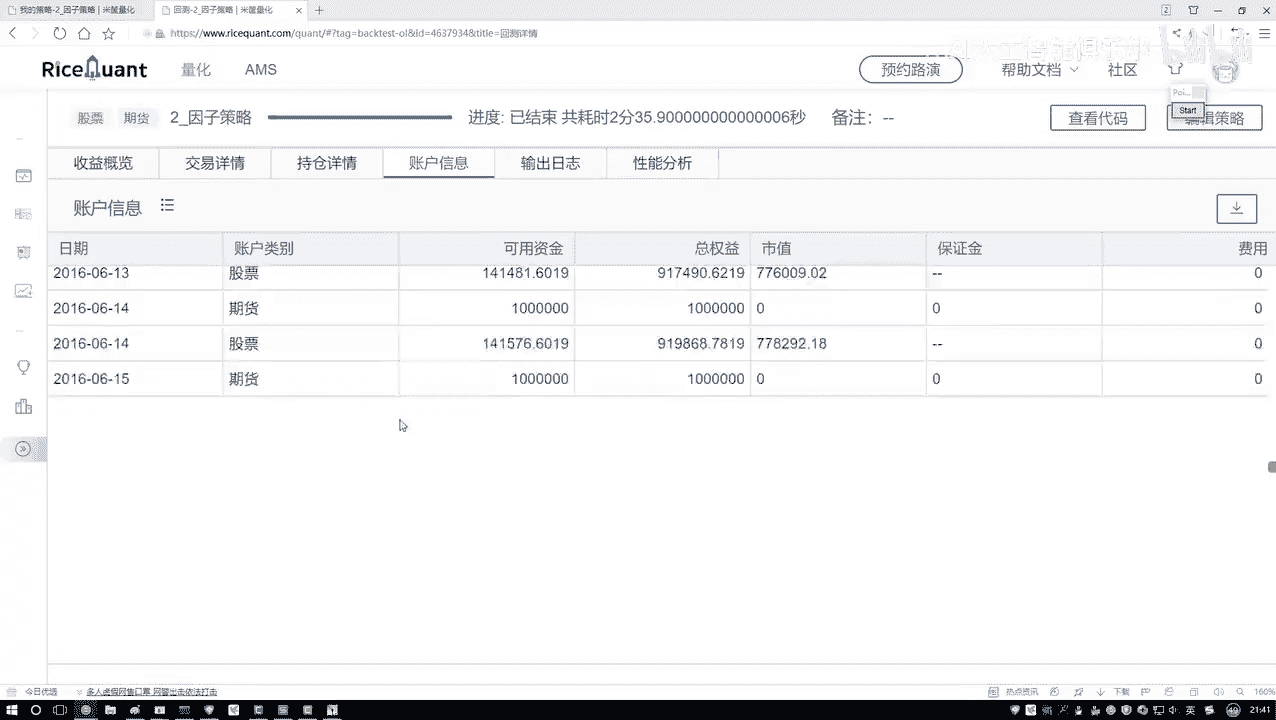 我的策略-2_因子策略 | 米筐量化
回测-2_因子策略 | 米筐量化
https://www.ricequant.com/quant/#?tag=backtest-ol&id=4637934&title=回测详情
RiceQuant 量化 AMS 预约路演 帮助文档 社区
Poi...
Start
股票 期货 2_因子策略 进度: 已结束 共耗时2分35.900000000000006秒 备注: -- 查看代码 编辑策略
收益概览 交易详情 持仓详情 账户信息 输出日志 性能分析
账户信息
日期 账户类别 可用资金 总权益 市值 保证金 费用
2016-06-13 股票 141481.6019 917490.6219 776009.02 -- 0
2016-06-14 期货 1000000 1000000 0 0 0
2016-06-14 股票 141576.6019 919868.7819 778292.18 -- 0
2016-06-15 期货 1000000 1000000 0 0 0
今日优选 多人虚假网售口罩 网警出击依法打击 热点资讯 下载 160%
英 21:41